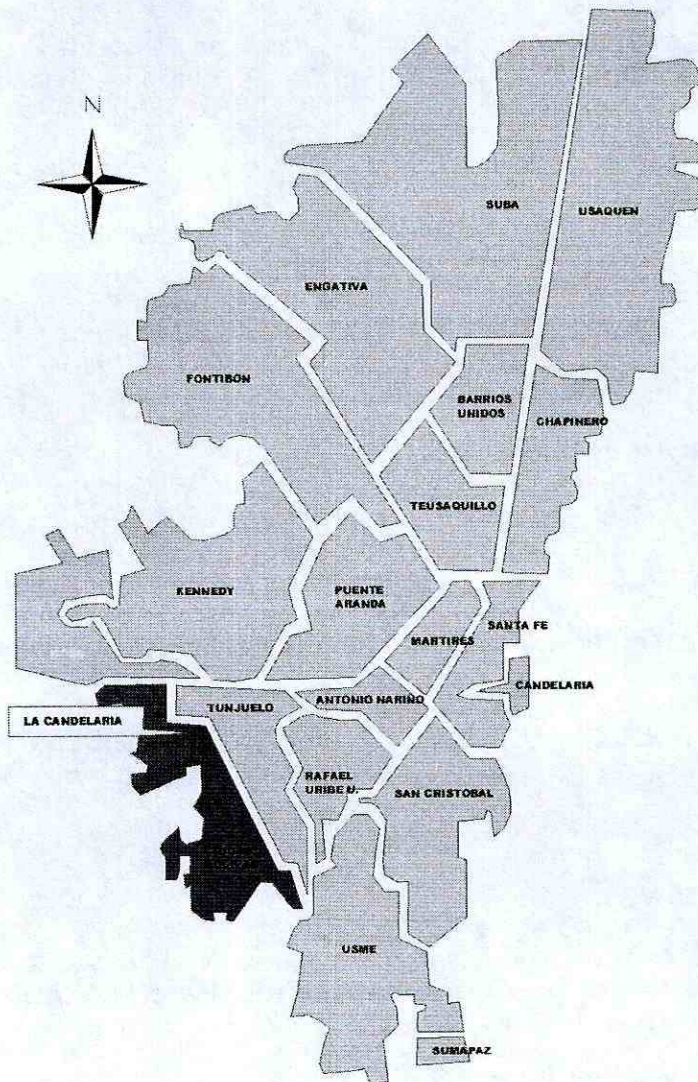 N
SUBA
USAQUEN
ENGATIVA
FONTIBON
BARRIOS
UNIDOS
CHAPINERO
TEUSAQUILLO
KENNEDY
PUENTE
ARANDA
MARTIRES
SANTA FE
CANDELARIA
ANTONIO NARIÑO
TUNJUELO
LA CANDELARIA
RAFAEL
URIBE U.
SAN CRISTOBAL
USME
SUMAPAZ